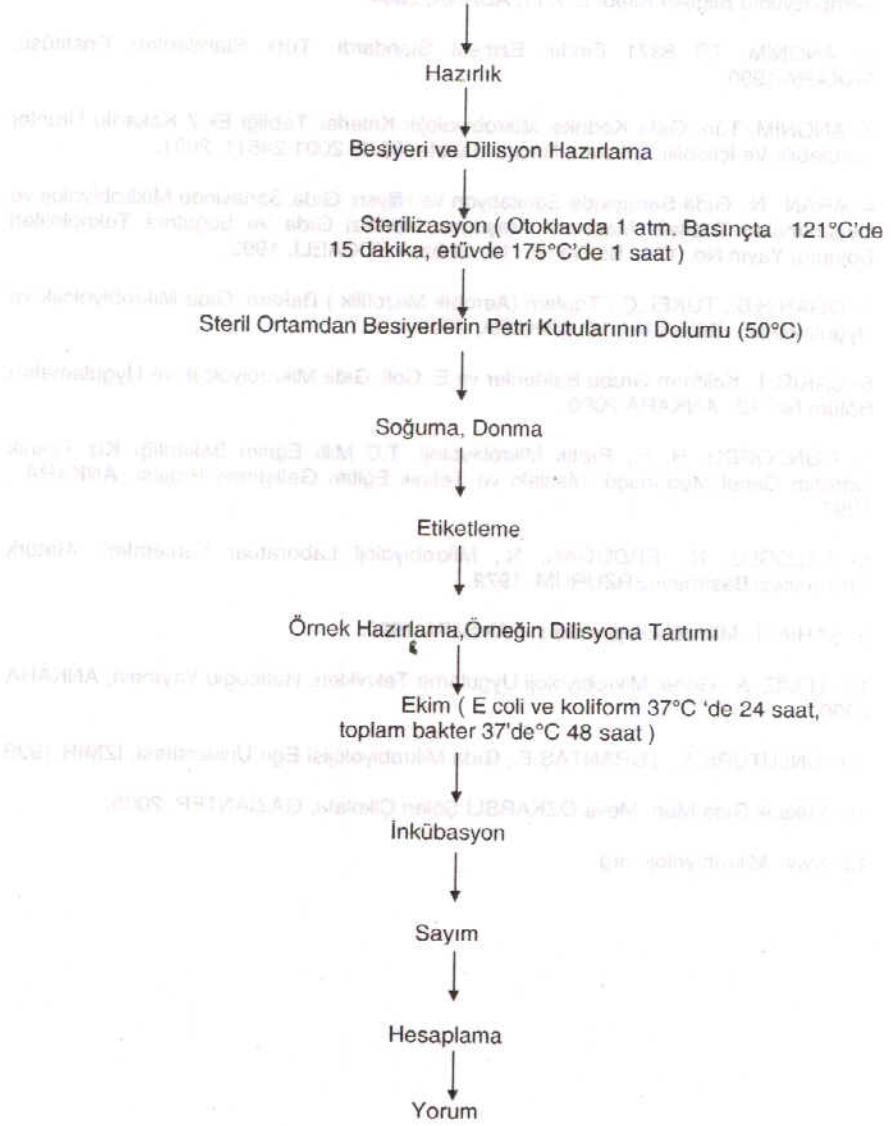 Hazırlık
Besiyeri ve Dilisyon Hazırlama
Sterilizasyon ( Otoklavda 1 atm. Basınçta 121°C'de
15 dakika, etüvde 175°C'de 1 saat )
Steril Ortamdan Besiyerlerin Petri Kutularının Dolumu (50°C)
Soğuma, Donma
Etiketleme
Örnek Hazırlama,Örneğin Dilisyona Tartımı
Ekim ( E coli ve koliform 37°C 'de 24 saat,
toplam bakter 37'de°C 48 saat )
İnkübasyon
Sayım
Hesaplama
Yorum